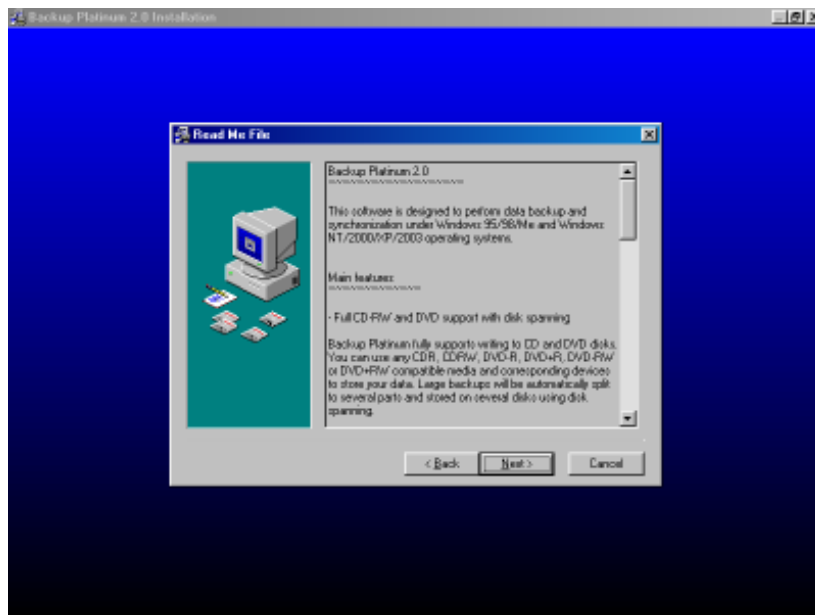 Backup Platinum 2.0 Installation
Read Me File
Backup Platinum 2.0
~~~~~~~~~~~~~~~~~~~~~~
This software is designed to perform data backup and
synchronization under Windows 95/98/Me and Windows
NT/2000/XP/2003 operating systems.
Main features:
~~~~~~~~~~~~~~~
- Full CD-RW and DVD support with disk spanning
Backup Platinum fully supports writing to CD and DVD disks.
You can use any CDR, CDRW, DVD-R, DVD+R, DVD-RW
or DVD+RW compatible media and corresponding devices
to store your data. Large backups will be automatically split
to several parts and stored on several disks using disk
spanning.
< Back
Next >
Cancel